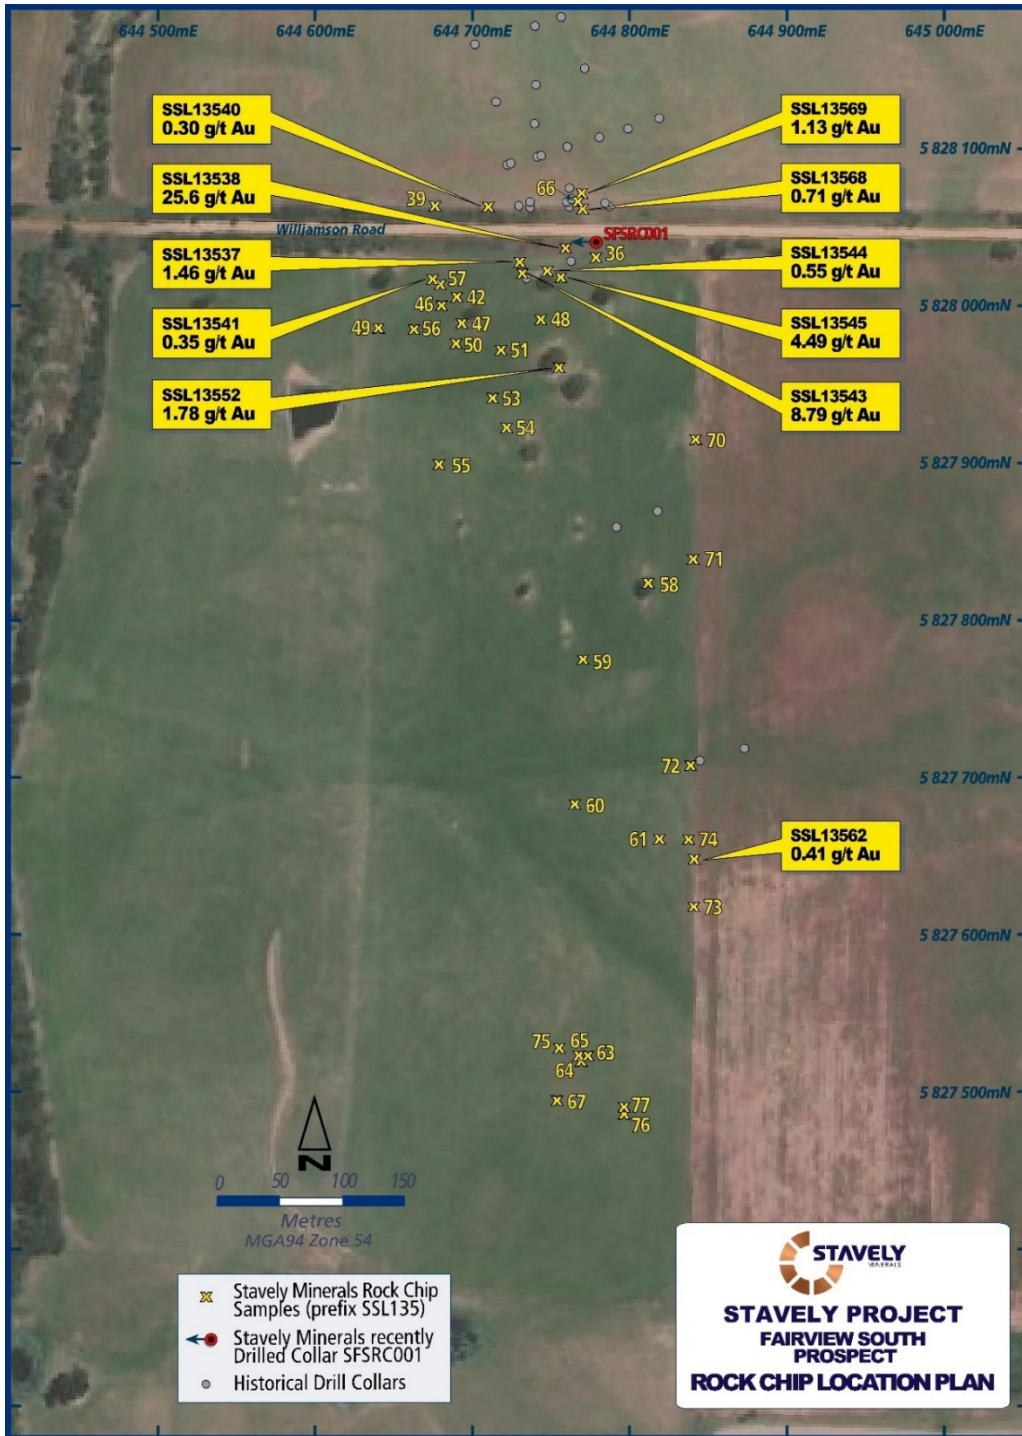 644 500mE
644 600mE
644 700mE
644 800mE
644 900mE
645 000mE
SSL13540
0.30 g/t Au
SSL13569
1.13 g/t Au
5 828 100mN
SSL13538
25.6 g/t Au
39
66
SSL13568
0.71 g/t Au
Williamson Road
SFSRC001
36
SSL13537
1.46 g/t Au
SSL13544
0.55 g/t Au
57
42
46
5 828 000mN
SSL13541
0.35 g/t Au
49
56
47
48
50
51
SSL13545
4.49 g/t Au
SSL13552
1.78 g/t Au
SSL13543
8.79 g/t Au
53
54
70
55
5 827 900mN
71
58
5 827 800mN
59
72
5 827 700mN
60
61
74
SSL13562
0.41 g/t Au
73
5 827 600mN
75
65
63
64
67
77
76
5 827 500mN
N
0 50 100 150
Metres
MGA94 Zone 54
Stavely Minerals Rock Chip
Samples (prefix SSL135)
Stavely Minerals recently
Drilled Collar SFSRC001
Historical Drill Collars
STAVELY
MINERALS
STAVELY PROJECT
FAIRVIEW SOUTH
PROSPECT
ROCK CHIP LOCATION PLAN